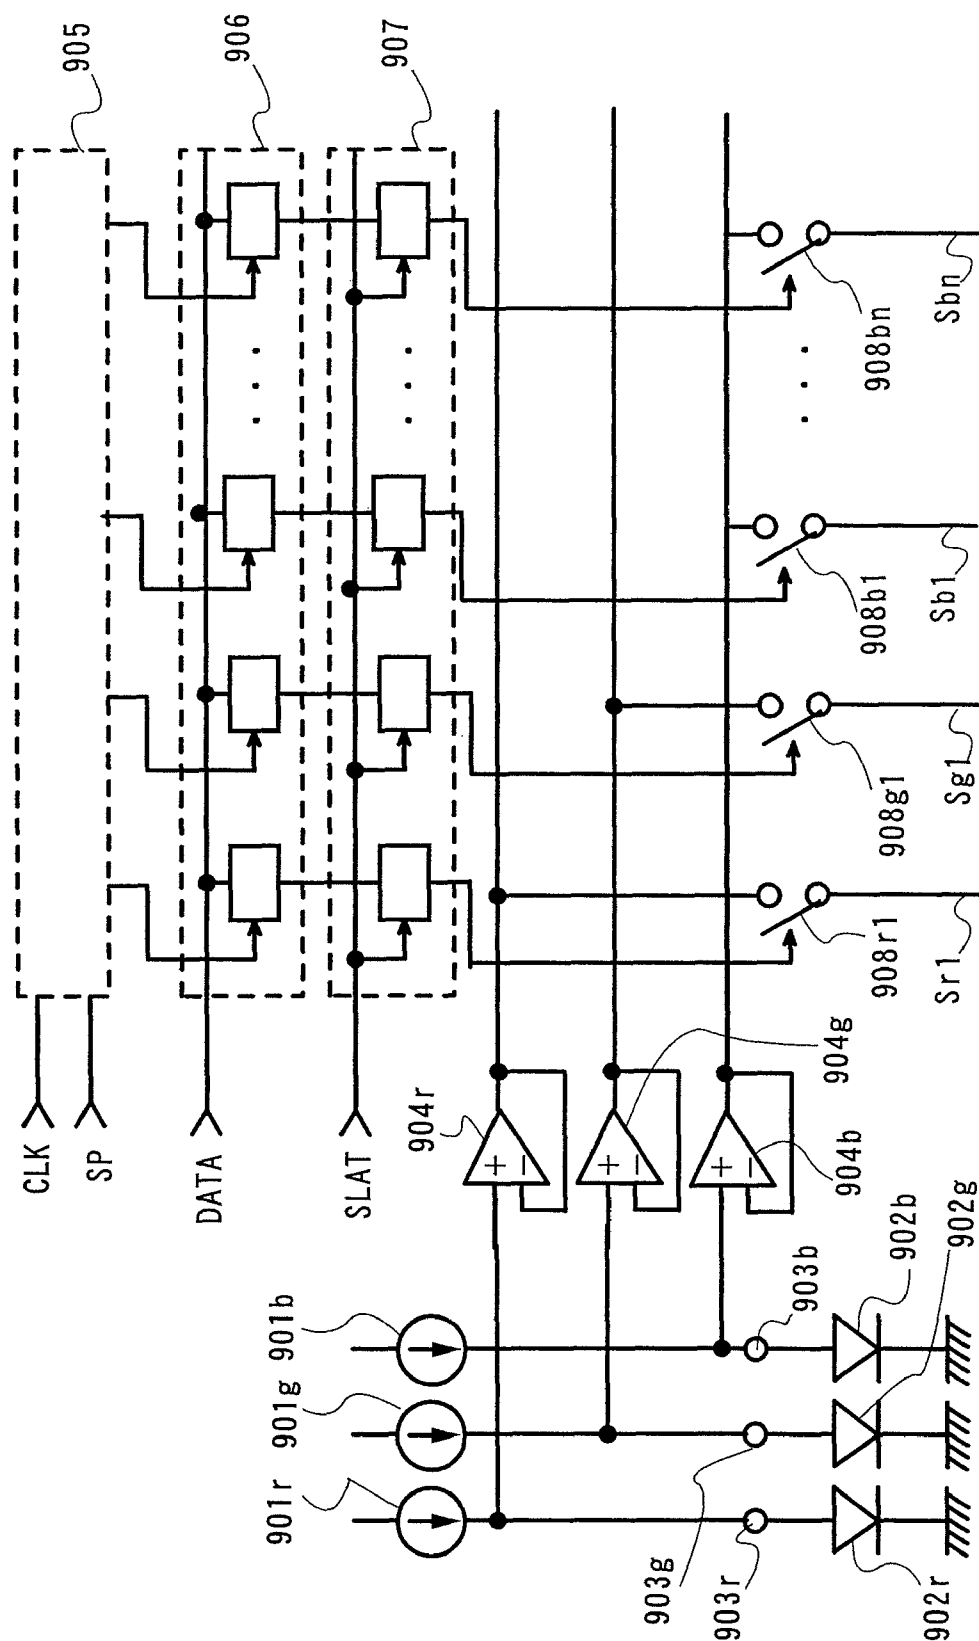 905
906
907
CLK
SP
DATA
SLAT
904r
904g
904b
901r
901g
901b
903b
903g
903r
902b
902g
902r
908r1
908g1
908b1
908bn
Sr1
Sg1
Sb1
Sbn
+
−
+
−
+
−